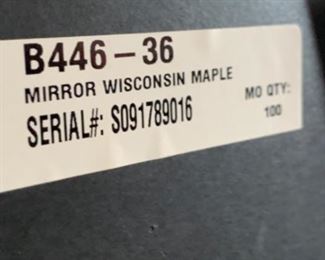 B446-36
MIRROR WISCONSIN MAPLE
SERIAL#: S091789016
MO QTY:
100